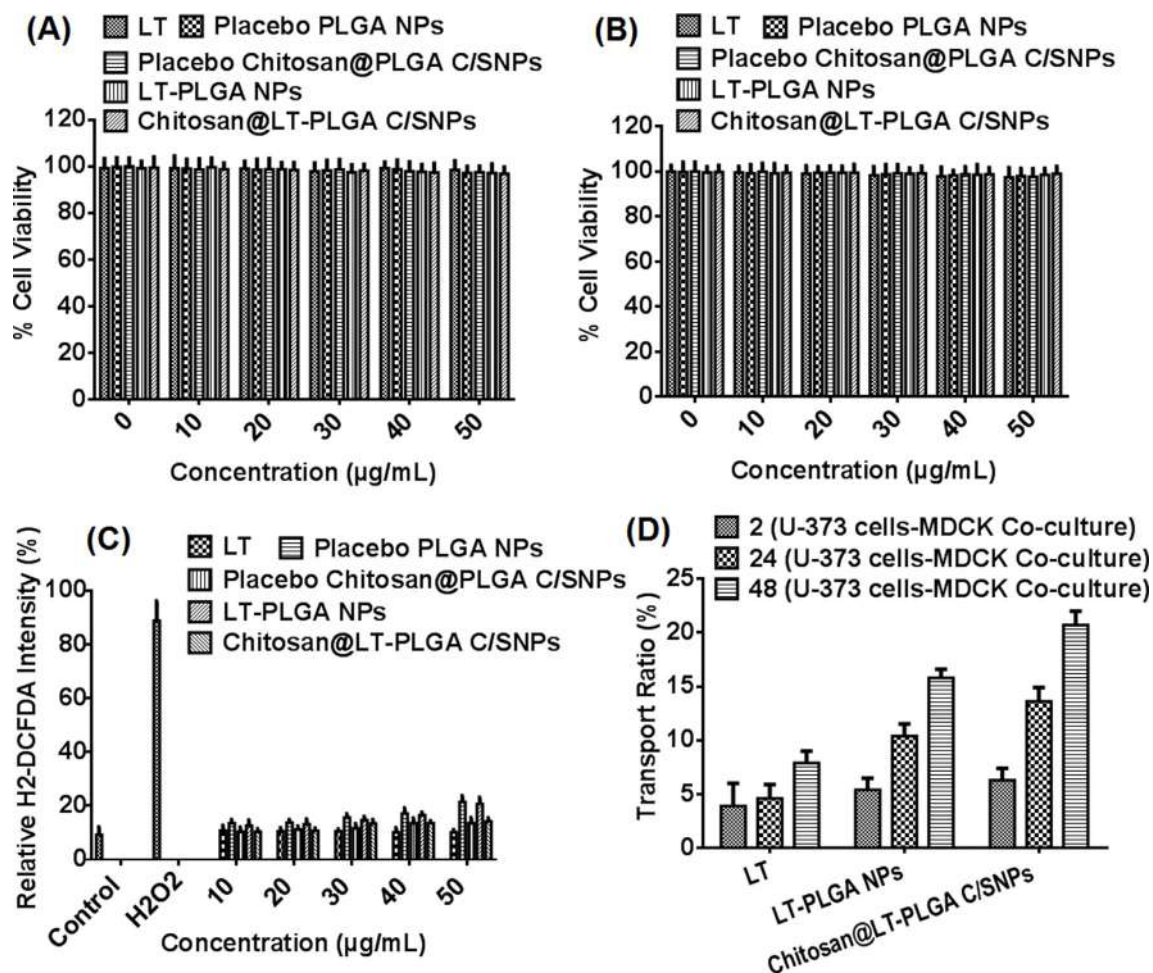 (A)
LT Placebo PLGA NPs
Placebo Chitosan@PLGA C/SNPs
LT-PLGA NPs
Chitosan@LT-PLGA C/SNPs
% Cell Viability
120
100
80
60
40
20
0
0 10 20 30 40 50
Concentration (µg/mL)
(B)
LT Placebo PLGA NPs
Placebo Chitosan@PLGA C/SNPs
LT-PLGA NPs
Chitosan@LT-PLGA C/SNPs
% Cell Viability
120
100
80
60
40
20
0
0 10 20 30 40 50
Concentration (µg/mL)
(C)
LT Placebo PLGA NPs
Placebo Chitosan@PLGA C/SNPs
LT-PLGA NPs
Chitosan@LT-PLGA C/SNPs
Relative H2-DCFDA Intensity (%)
100
80
60
40
20
0
Control H2O2 10 20 30 40 50
Concentration (µg/mL)
(D)
2 (U-373 cells-MDCK Co-culture)
24 (U-373 cells-MDCK Co-culture)
48 (U-373 cells-MDCK Co-culture)
Transport Ratio (%)
25
20
15
10
5
0
LT
LT-PLGA NPs
Chitosan@LT-PLGA C/SNPs